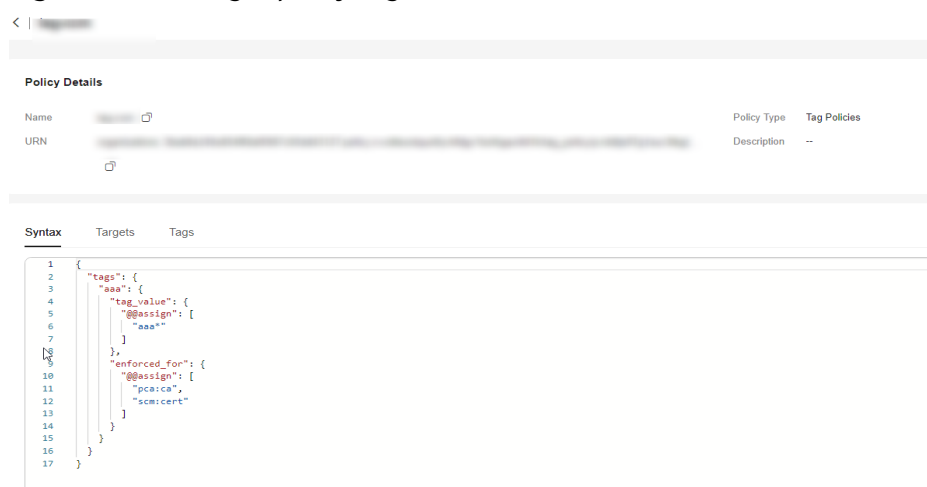 Policy Details
Name
Policy Type Tag Policies
URN
Description --
Syntax Targets Tags
1 {
2 "tags": {
3 "aaa": {
4 "tag_value": {
5 "@@assign": [
6 "aaa*"
7 ]
8 },
9 "enforced_for": {
10 "@@assign": [
11 "pca:ca",
12 "scm:cert"
13 ]
14 }
15 }
16 }
17 }